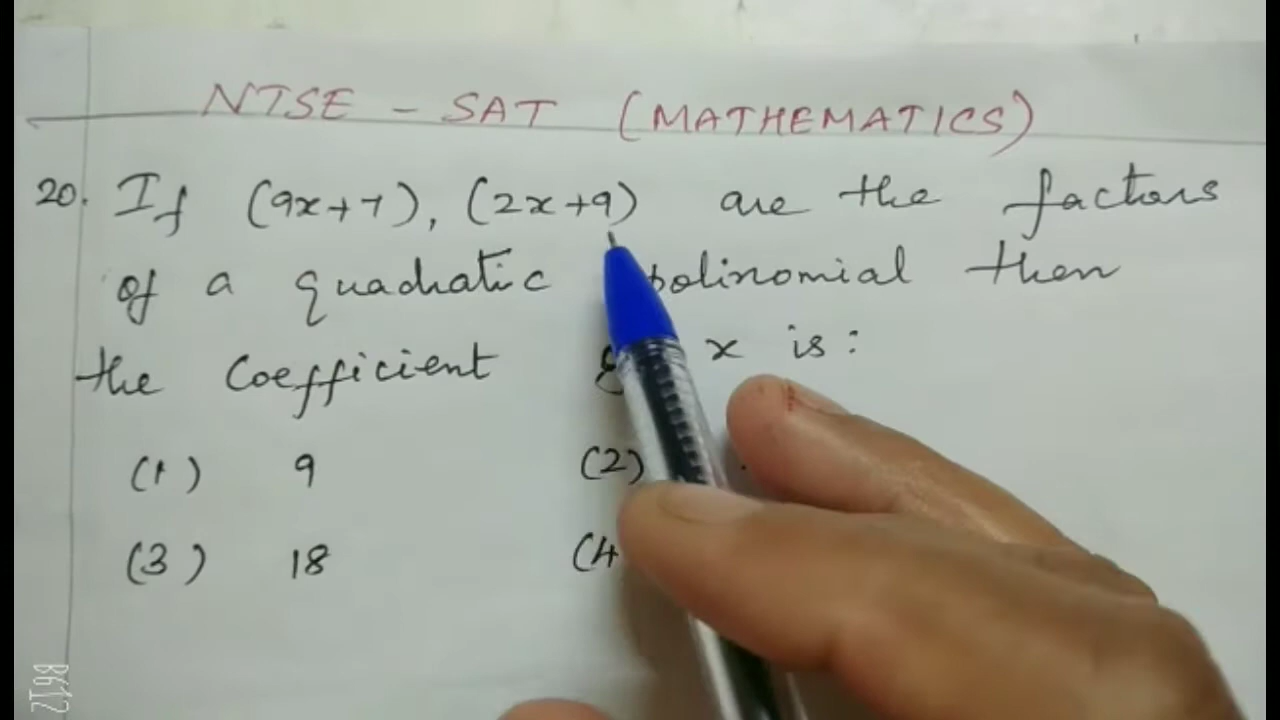 NTSE - SAT (MATHEMATICS)
20. If (9x+7), (2x+9) are the factors
of a quadratic polinomial then
the Coefficient x is:
(1) 9 (2)
(3) 18 (4
B612